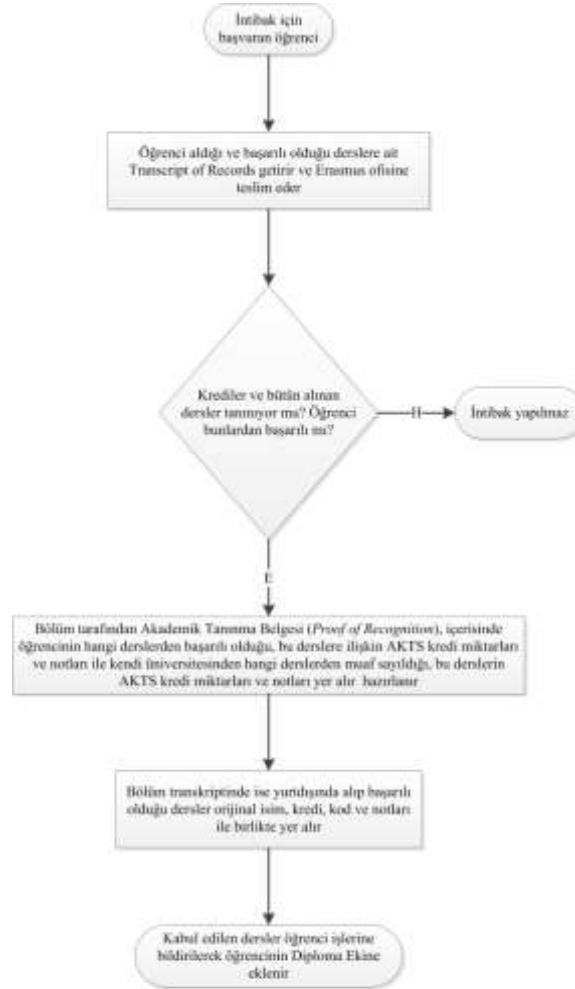 İntibak için
başvuran öğrenci
Öğrenci aldığı ve başarılı olduğu derslere ait
Transcript of Records getirir ve Erasmus ofisine
teslim eder
Krediler ve bütün alınan
dersler tanınıyor mu? Öğrenci
bunlardan başarılı mı?
H
İntibak yapılmaz
E
Bölüm tarafından Akademik Tanınma Belgesi (Proof of Recognition), içerisinde
öğrencinin hangi derslerden başarılı olduğu, bu derslere ilişkin AKTS kredi miktarları
ve notları ile kendi üniversitesinden hangi derslerden muaf sayıldığı, bu derslerin
AKTS kredi miktarları ve notları yer alır hazırlanır
Bölüm transkriptinde ise yurtdışında alıp başarılı
olduğu dersler orijinal isim, kredi, kod ve notları
ile birlikte yer alır
Kabul edilen dersler öğrenci işlerine
bildirilerek öğrencinin Diploma Ekine
eklenir